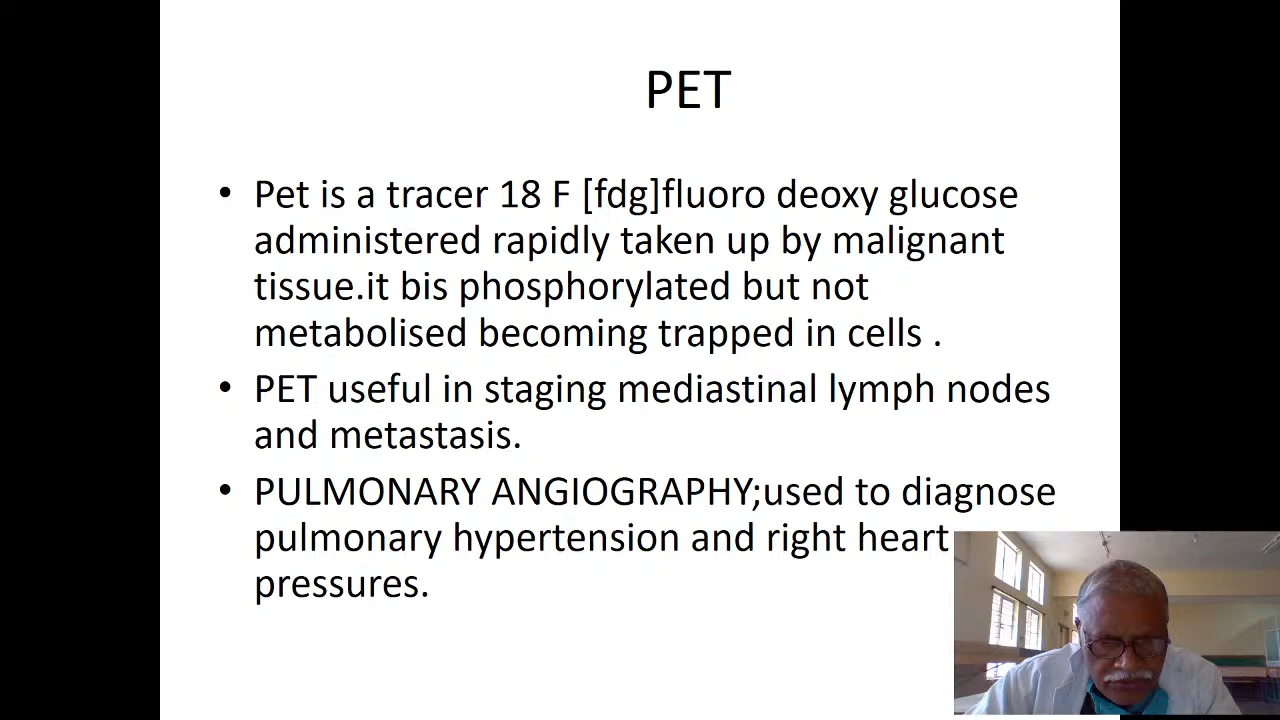 PET
• Pet is a tracer 18 F [fdg]fluoro deoxy glucose
administered rapidly taken up by malignant
tissue.it bis phosphorylated but not
metabolised becoming trapped in cells .
• PET useful in staging mediastinal lymph nodes
and metastasis.
• PULMONARY ANGIOGRAPHY;used to diagnose
pulmonary hypertension and right heart
pressures.